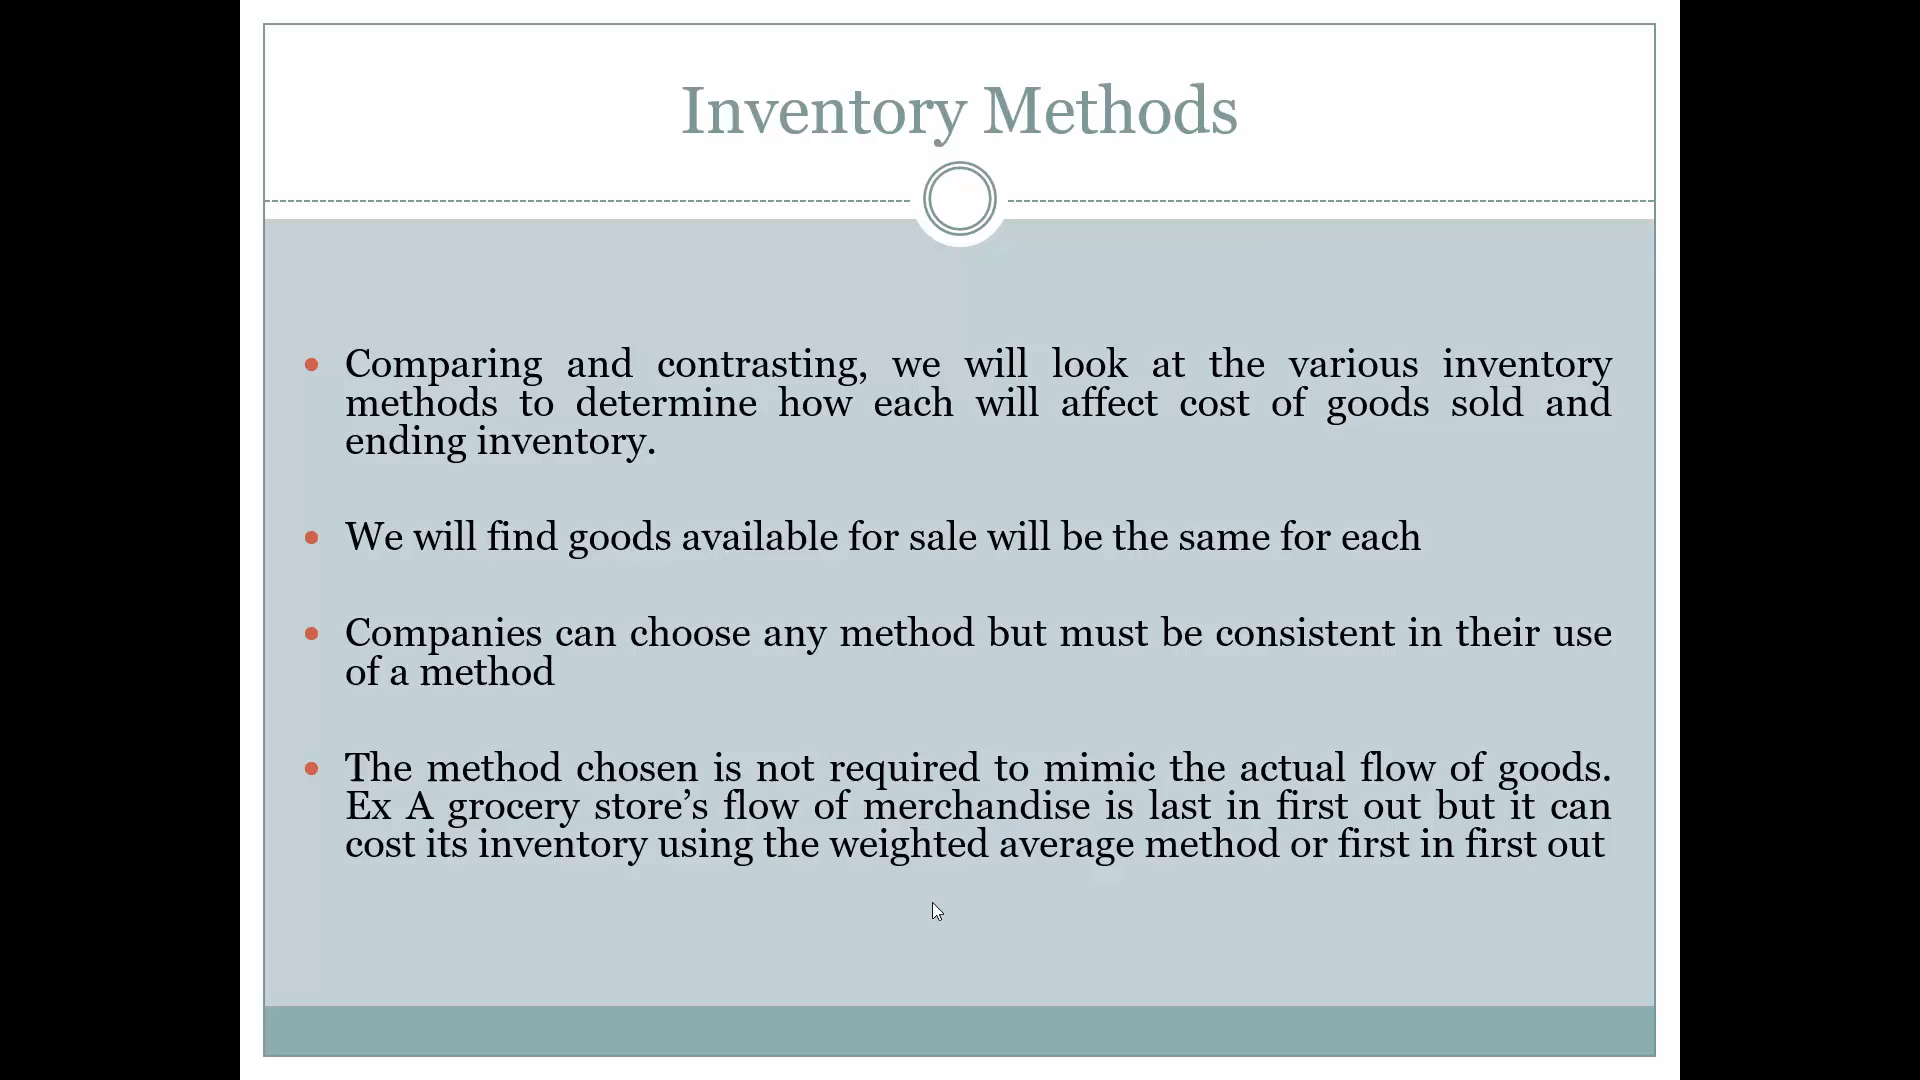 Inventory Methods
Comparing and contrasting, we will look at the various inventory
methods to determine how each will affect cost of goods sold and
ending inventory.
We will find goods available for sale will be the same for each
Companies can choose any method but must be consistent in their use
of a method
The method chosen is not required to mimic the actual flow of goods.
Ex A grocery store’s flow of merchandise is last in first out but it can
cost its inventory using the weighted average method or first in first out